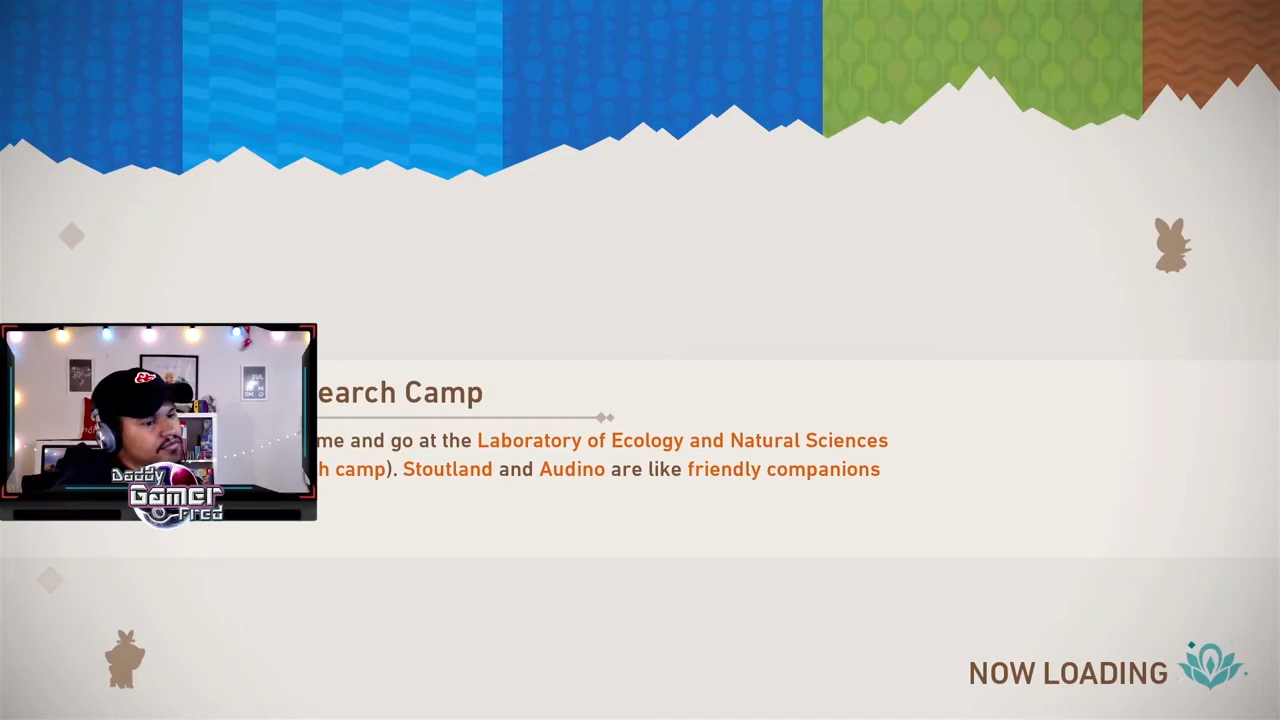 earch Camp
me and go at the Laboratory of Ecology and Natural Sciences
h camp). Stoutland and Audino are like friendly companions
Daddy
Gamer
Fred
NOW LOADING